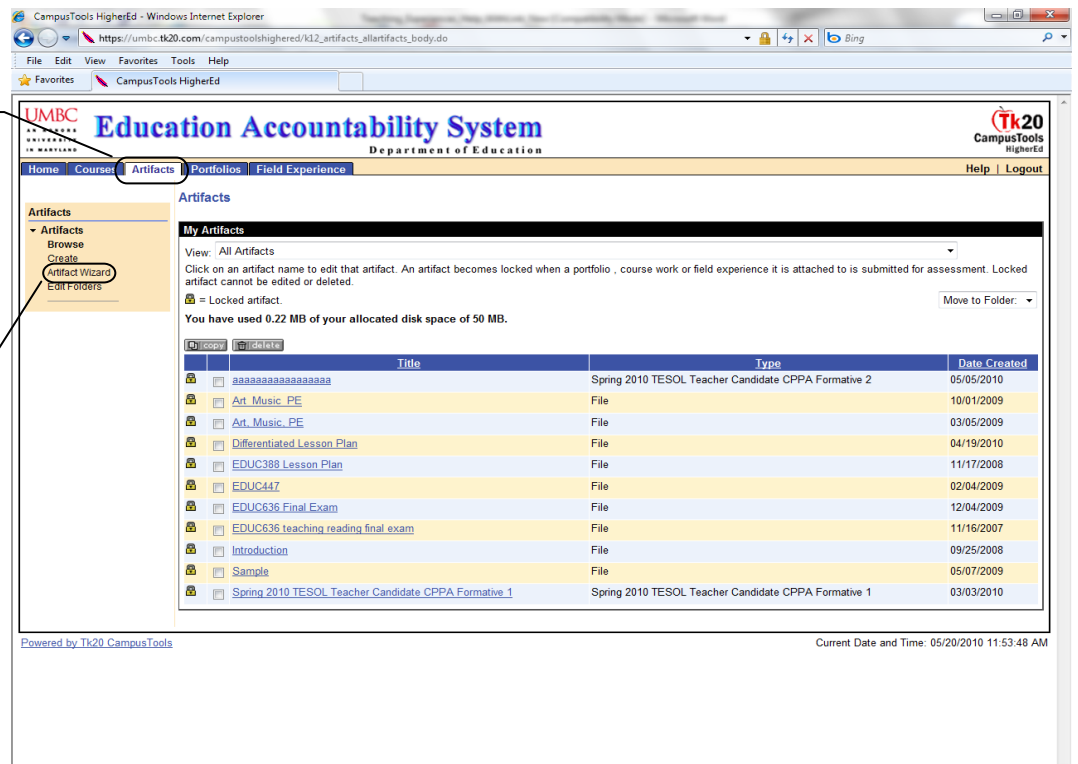 CampusTools HigherEd - Windows Internet Explorer
https://umbc.tk20.com/campustoolshighered/k12_artifacts_allartifacts_body.do
Bing
File Edit View Favorites Tools Help
Favorites CampusTools HigherEd
UMBC
AN HONORS
UNIVERSITY
IN MARYLAND
Education Accountability System
Department of Education
Tk20
CampusTools
HigherEd
Home Courses Artifacts Portfolios Field Experience Help | Logout
Artifacts
Artifacts
Artifacts
Browse
Create
Artifact Wizard
Edit Folders
My Artifacts
View: All Artifacts
Click on an artifact name to edit that artifact. An artifact becomes locked when a portfolio , course work or field experience it is attached to is submitted for assessment. Locked
artifact cannot be edited or deleted.
= Locked artifact.
Move to Folder:
You have used 0.22 MB of your allocated disk space of 50 MB.
copy delete
Title Type Date Created
aaaaaaaaaaaaaaaaa Spring 2010 TESOL Teacher Candidate CPPA Formative 2 05/05/2010
Art_Music_PE File 10/01/2009
Art, Music, PE File 03/05/2009
Differentiated Lesson Plan File 04/19/2010
EDUC388 Lesson Plan File 11/17/2008
EDUC447 File 02/04/2009
EDUC636 Final Exam File 12/04/2009
EDUC636 teaching reading final exam File 11/16/2007
Introduction File 09/25/2008
Sample File 05/07/2009
Spring 2010 TESOL Teacher Candidate CPPA Formative 1 Spring 2010 TESOL Teacher Candidate CPPA Formative 1 03/03/2010
Powered by Tk20 CampusTools
Current Date and Time: 05/20/2010 11:53:48 AM